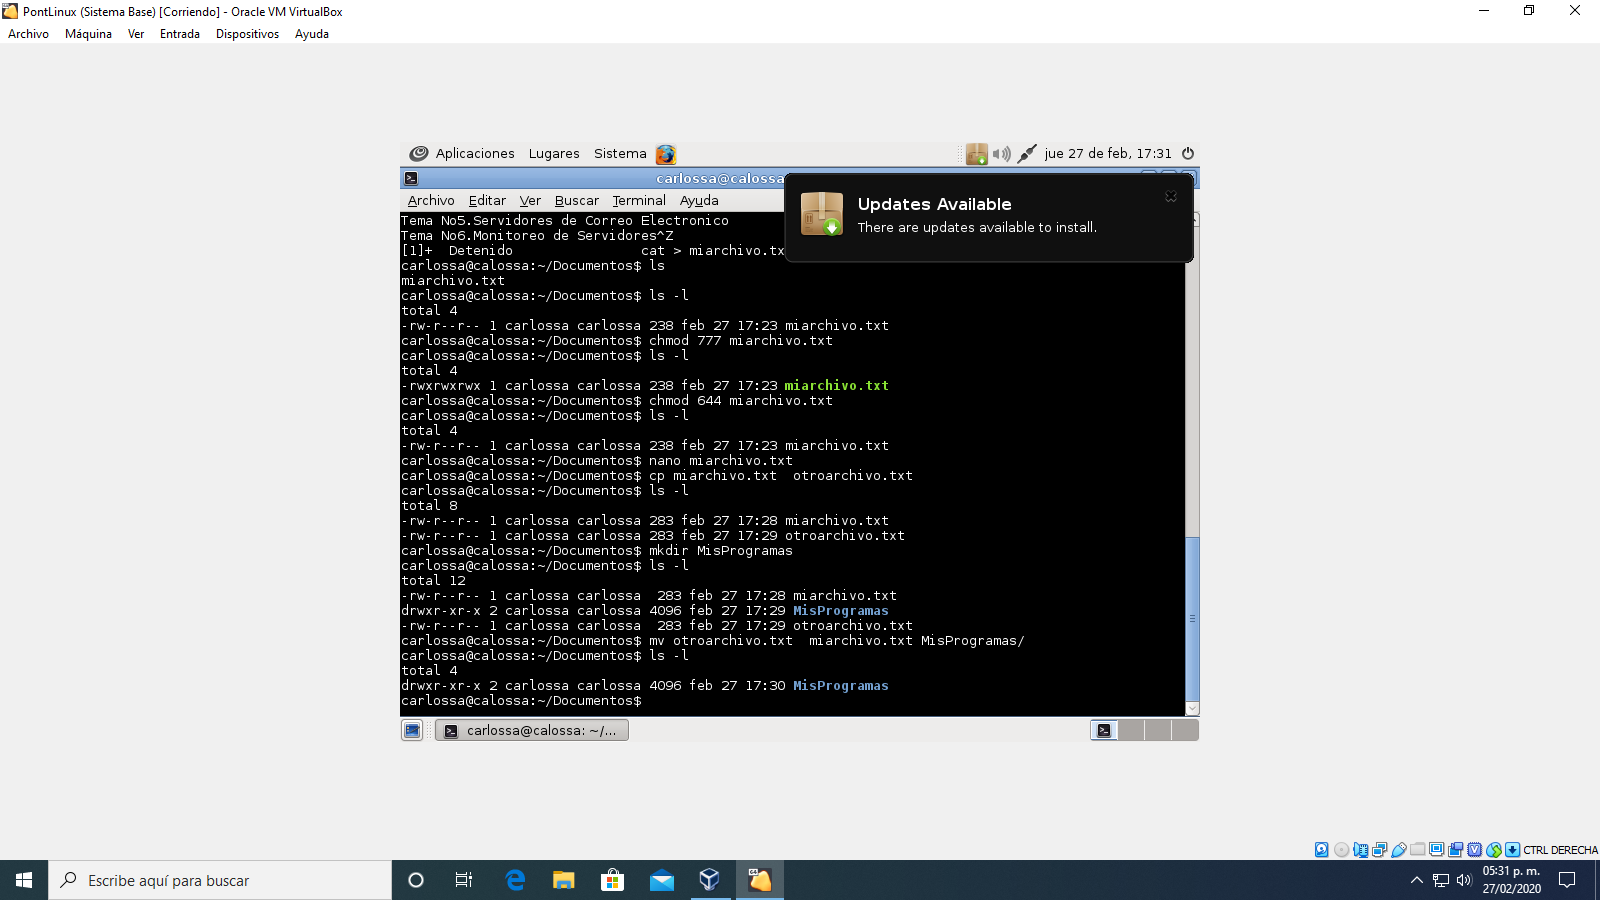 PontLinux (Sistema Base) [Corriendo] - Oracle VM VirtualBox
Archivo Máquina Ver Entrada Dispositivos Ayuda
Aplicaciones Lugares Sistema jue 27 de feb, 17:31
carlossa@calossa
Archivo Editar Ver Buscar Terminal Ayuda
Updates Available
There are updates available to install.
Tema No5.Servidores de Correo Electronico
Tema No6.Monitoreo de Servidores^Z
[1]+  Detenido                cat > miarchivo.tx
carlossa@calossa:~/Documentos$ ls
miarchivo.txt
carlossa@calossa:~/Documentos$ ls -l
total 4
-rw-r--r-- 1 carlossa carlossa 238 feb 27 17:23 miarchivo.txt
carlossa@calossa:~/Documentos$ chmod 777 miarchivo.txt
carlossa@calossa:~/Documentos$ ls -l
total 4
-rwxrwxrwx 1 carlossa carlossa 238 feb 27 17:23 miarchivo.txt
carlossa@calossa:~/Documentos$ chmod 644 miarchivo.txt
carlossa@calossa:~/Documentos$ ls -l
total 4
-rw-r--r-- 1 carlossa carlossa 238 feb 27 17:23 miarchivo.txt
carlossa@calossa:~/Documentos$ nano miarchivo.txt
carlossa@calossa:~/Documentos$ cp miarchivo.txt  otroarchivo.txt
carlossa@calossa:~/Documentos$ ls -l
total 8
-rw-r--r-- 1 carlossa carlossa 283 feb 27 17:28 miarchivo.txt
-rw-r--r-- 1 carlossa carlossa 283 feb 27 17:29 otroarchivo.txt
carlossa@calossa:~/Documentos$ mkdir MisProgramas
carlossa@calossa:~/Documentos$ ls -l
total 12
-rw-r--r-- 1 carlossa carlossa  283 feb 27 17:28 miarchivo.txt
drwxr-xr-x 2 carlossa carlossa 4096 feb 27 17:29 MisProgramas
-rw-r--r-- 1 carlossa carlossa  283 feb 27 17:29 otroarchivo.txt
carlossa@calossa:~/Documentos$ mv otroarchivo.txt  miarchivo.txt MisProgramas/
carlossa@calossa:~/Documentos$ ls -l
total 4
drwxr-xr-x 2 carlossa carlossa 4096 feb 27 17:30 MisProgramas
carlossa@calossa:~/Documentos$
carlossa@calossa: ~/...
CTRL DERECHA
Escribe aquí para buscar
05:31 p. m.
27/02/2020